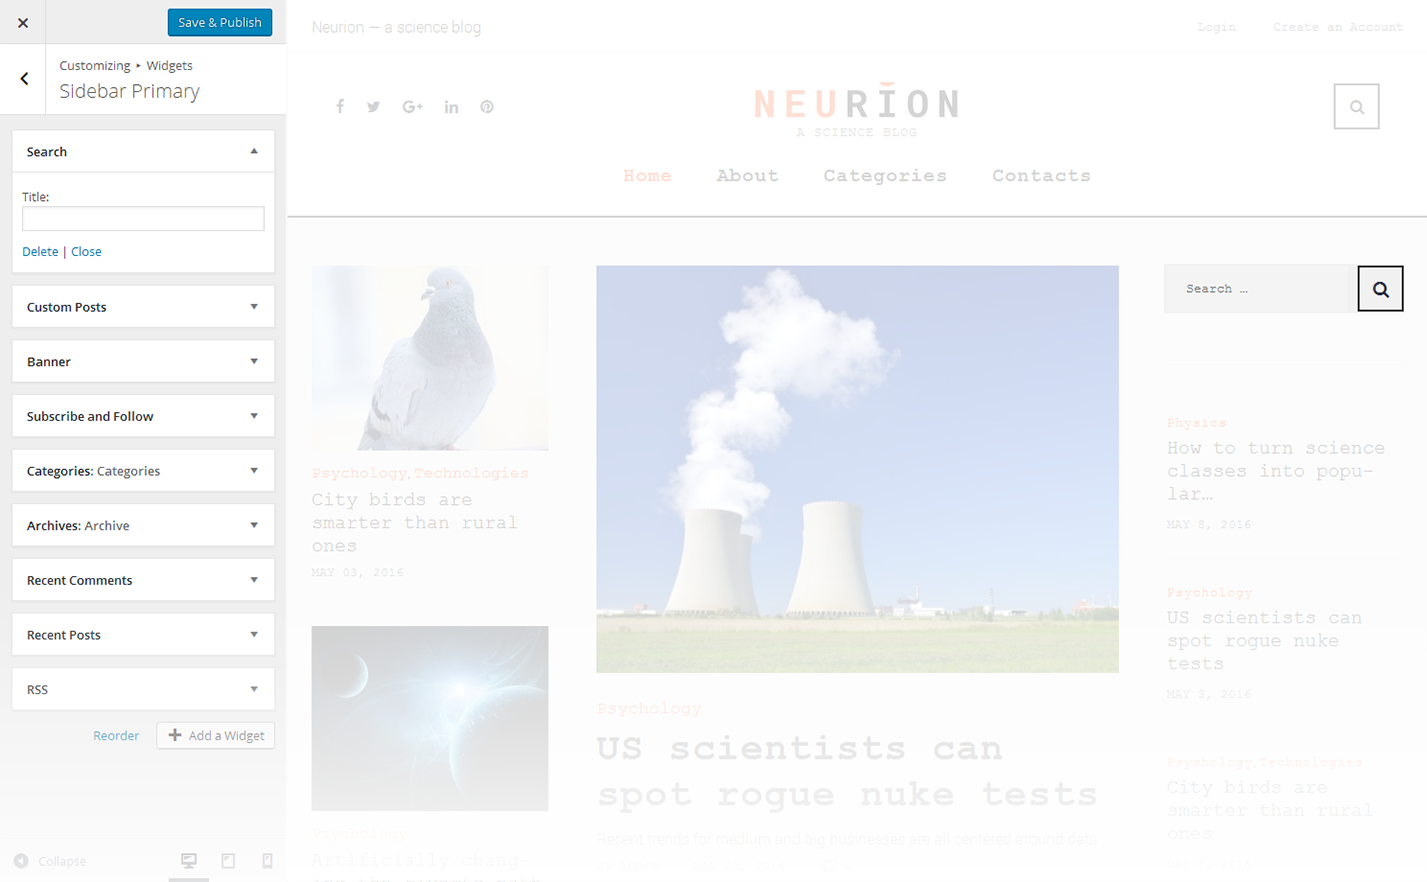 Save & Publish
Customizing ▸ Widgets
Sidebar Primary
Search
Title:
Delete | Close
Custom Posts
Banner
Subscribe and Follow
Categories: Categories
Archives: Archive
Recent Comments
Recent Posts
RSS
Reorder
Add a Widget
Collapse
Neurion — a science blog
Login
Create an Account
NEURION
A SCIENCE BLOG
Home
About
Categories
Contacts
Psychology, Technologies
City birds are
smarter than rural
ones
MAY 03, 2016
Psychology
Artificially chang-
Psychology
US scientists can
spot rogue nuke tests
Recent trends for medium and big businesses are all centered around data
Search …
Physics
How to turn science
classes into popu-
lar…
MAY 8, 2016
Psychology
US scientists can
spot rogue nuke
tests
MAY 3, 2016
Psychology, Technologies
City birds are
smarter than rural
ones